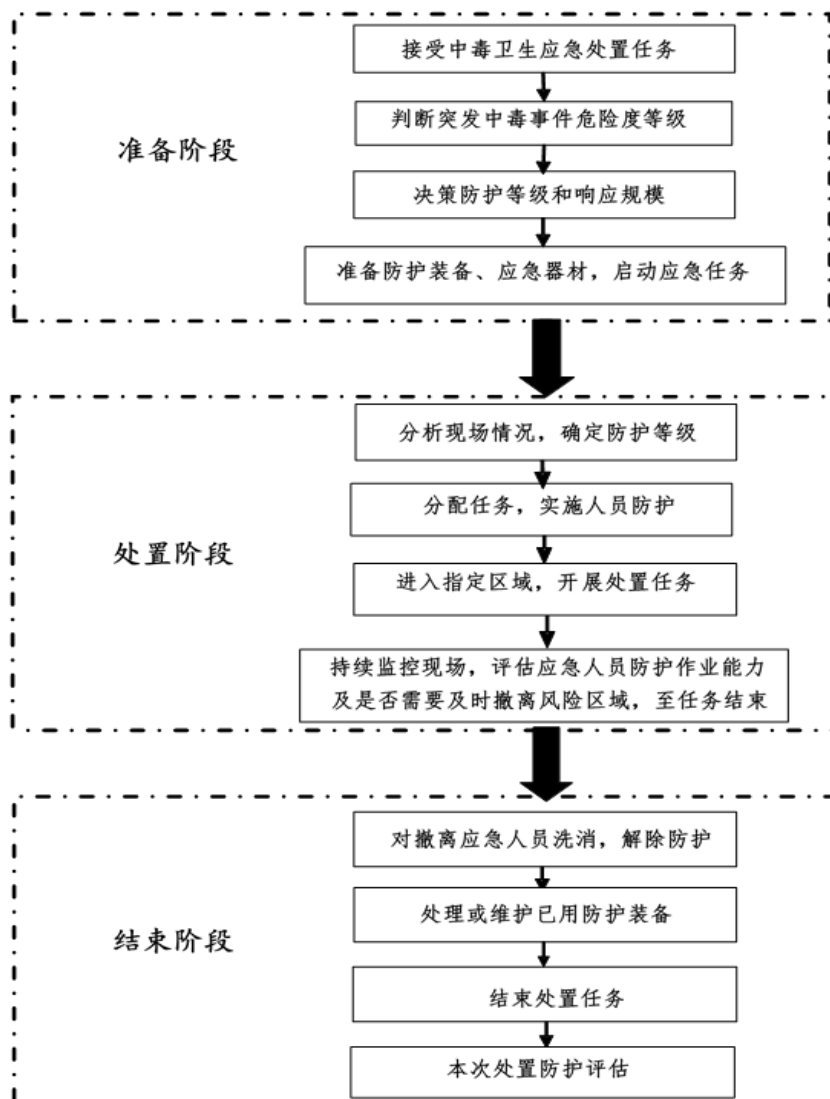 接受中毒卫生应急处置任务
判断突发中毒事件危险度等级
准备阶段
决策防护等级和响应规模
准备防护装备、应急器材，启动应急任务
分析现场情况，确定防护等级
分配任务，实施人员防护
处置阶段
进入指定区域，开展处置任务
持续监控现场，评估应急人员防护作业能力
及是否需要及时撤离风险区域，至任务结束
对撤离应急人员洗消，解除防护
处理或维护已用防护装备
结束阶段
结束处置任务
本次处置防护评估